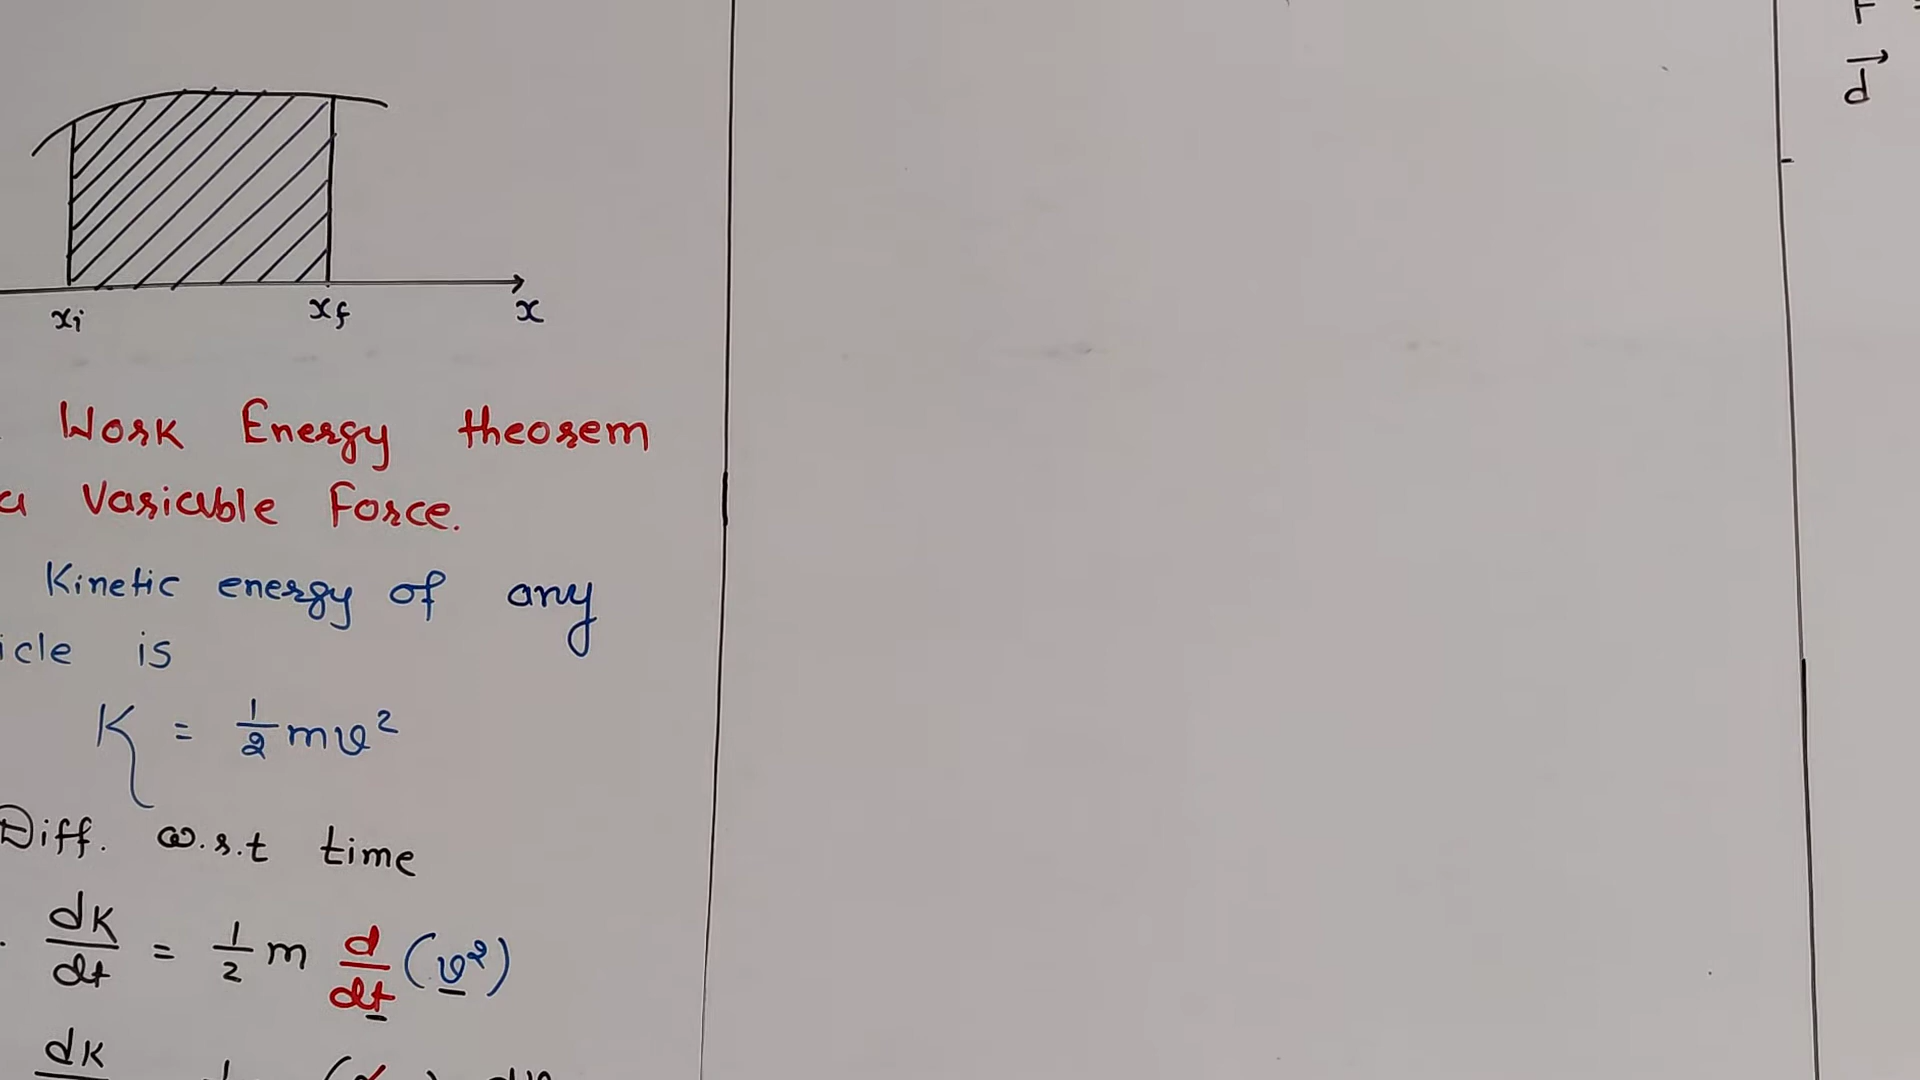 xi xf x
Work Energy theorem
a Variable Force.
Kinetic energy of any
icle is
K = 1/2 mv²
Diff. w.r.t time
dK/dt = 1/2 m d/dt (v²)
dK
F
d⃗